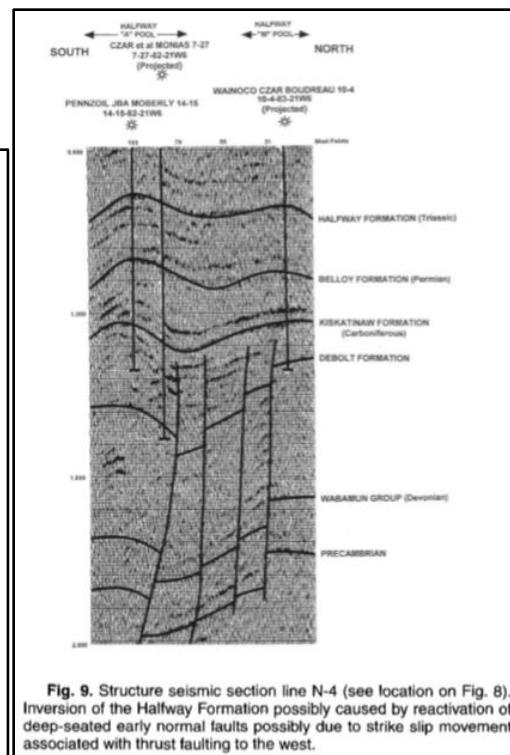 HALFWAY
"A" POOL
HALFWAY
"M" POOL
SOUTH
CZAR et al MONIAS 7-27
7-27-82-21W6
(Projected)
NORTH
PENNZOIL JBA MOBERLY 14-15
14-15-82-21W6
WAINOCO CZAR BOUDREAU 10-4
10-4-83-21W6
(Projected)
Shot Points
HALFWAY FORMATION (Triassic)
BELLOY FORMATION (Permian)
KISKATINAW FORMATION
(Carboniferous)
DEBOLT FORMATION
WABAMUN GROUP (Devonian)
PRECAMBRIAN
2.000
Fig. 9. Structure seismic section line N-4 (see location on Fig. 8).
Inversion of the Halfway Formation possibly caused by reactivation of
deep-seated early normal faults possibly due to strike slip movement
associated with thrust faulting to the west.